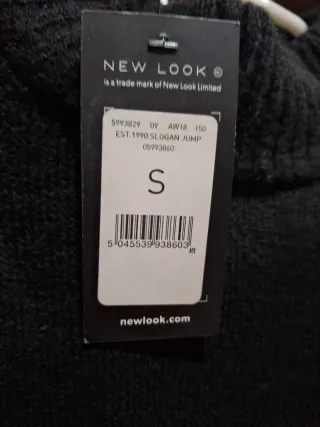 NEW LOOK ®
is a trade mark of New Look Limited
5993829 09 AW18 150
EST.1990 SLOGAN JUMP
05993860
S
5 045539 938603
newlook.com